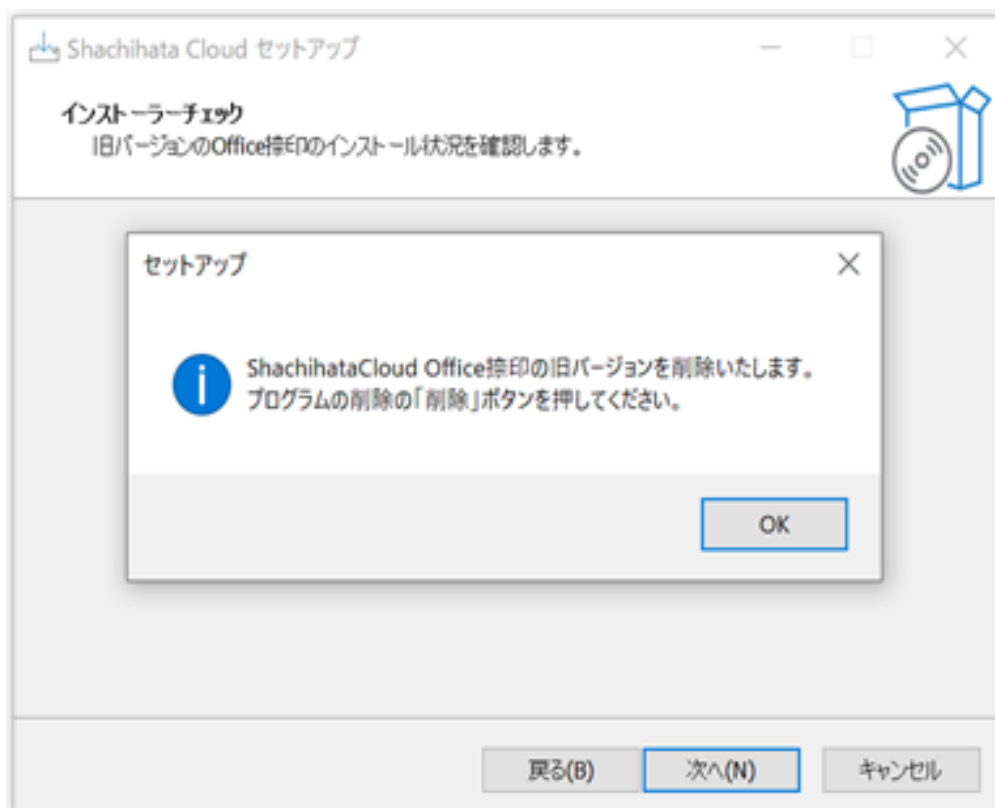 Shachihata Cloud セットアップ
インストーラーチェック
旧バージョンのOffice捺印のインストール状況を確認します。
セットアップ
ShachihataCloud Office捺印の旧バージョンを削除いたします。
プログラムの削除の「削除」ボタンを押してください。
OK
戻る(B) 次へ(N) キャンセル